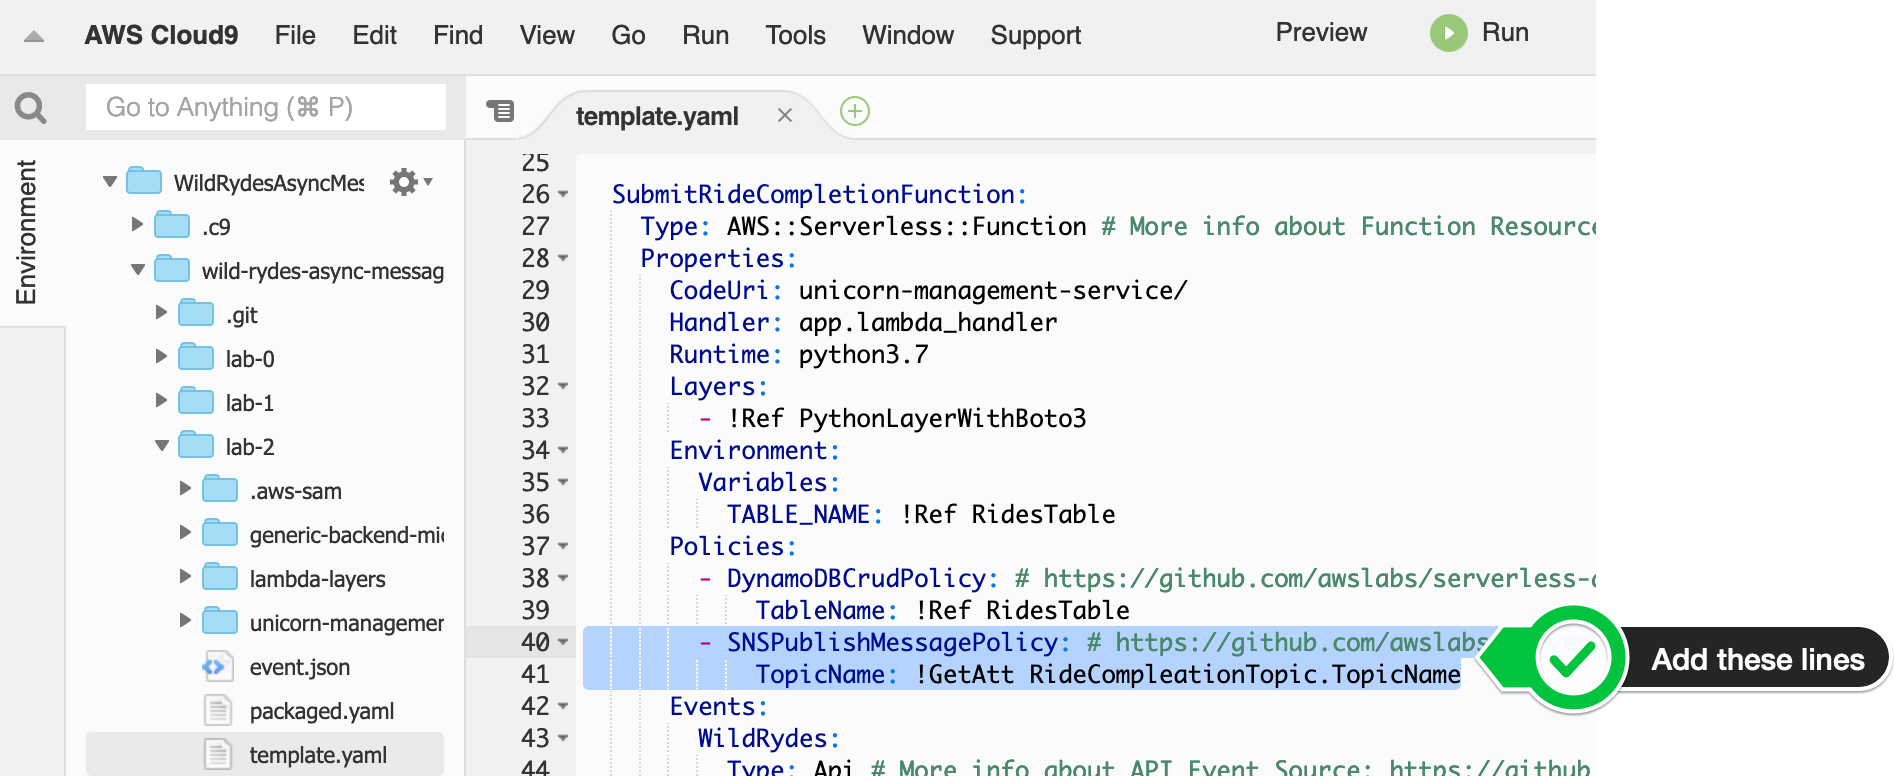 AWS Cloud9 File Edit Find View Go Run Tools Window Support Preview Run
Go to Anything (⌘ P)
template.yaml
Environment
WildRydesAsyncMes
.c9
wild-rydes-async-messag
.git
lab-0
lab-1
lab-2
.aws-sam
generic-backend-mic
lambda-layers
unicorn-managemer
event.json
packaged.yaml
template.yaml
25
26 SubmitRideCompletionFunction:
27 Type: AWS::Serverless::Function # More info about Function Resource
28 Properties:
29 CodeUri: unicorn-management-service/
30 Handler: app.lambda_handler
31 Runtime: python3.7
32 Layers:
33 - !Ref PythonLayerWithBoto3
34 Environment:
35 Variables:
36 TABLE_NAME: !Ref RidesTable
37 Policies:
38 - DynamoDBCrudPolicy: # https://github.com/awslabs/serverless-a
39 TableName: !Ref RidesTable
40 - SNSPublishMessagePolicy: # https://github.com/awslabs
41 TopicName: !GetAtt RideCompleationTopic.TopicName
42 Events:
43 WildRydes:
44 Type: Api # More info about API Event Source: https://github
Add these lines